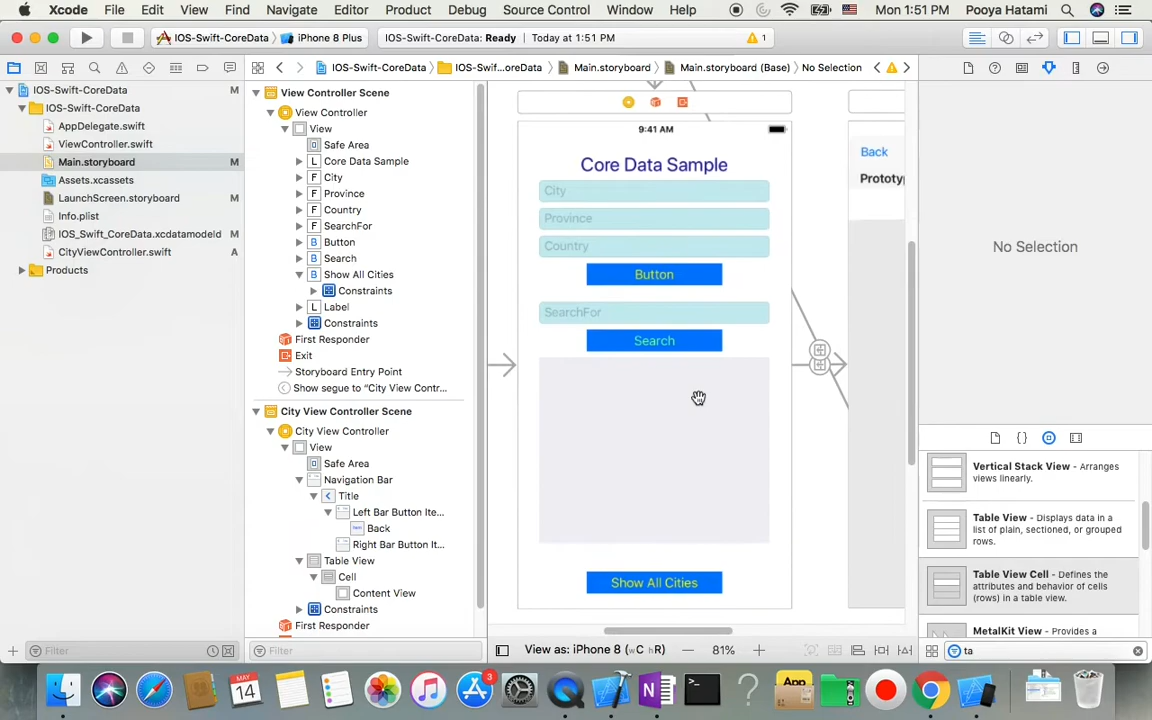 Xcode File Edit View Find Navigate Editor Product Debug Source Control Window Help Mon 1:51 PM Pooya Hatami
IOS-Swift-CoreData iPhone 8 Plus IOS-Swift-CoreData: Ready Today at 1:51 PM 1
IOS-Swift-CoreData IOS-Swif...oreData Main.storyboard Main.storyboard (Base) No Selection
IOS-Swift-CoreData M
IOS-Swift-CoreData
AppDelegate.swift
ViewController.swift
Main.storyboard M
Assets.xcassets
LaunchScreen.storyboard M
Info.plist
IOS_Swift_CoreData.xcdatamodeld M
CityViewController.swift A
Products
Filter
View Controller Scene
View Controller
View
Safe Area
L Core Data Sample
F City
F Province
F Country
F SearchFor
B Button
B Search
B Show All Cities
Constraints
L Label
Constraints
First Responder
Exit
Storyboard Entry Point
Show segue to “City View Contr...
City View Controller Scene
City View Controller
View
Safe Area
Navigation Bar
Title
Left Bar Button Ite...
Back
Right Bar Button It...
Table View
Cell
Content View
Constraints
First Responder
Filter
9:41 AM
Core Data Sample
City
Province
Country
Button
SearchFor
Search
Show All Cities
Back
Prototyp
View as: iPhone 8 (wC hR) 81%
No Selection
Vertical Stack View - Arranges
views linearly.
Table View - Displays data in a
list of plain, sectioned, or grouped
rows.
Table View Cell - Defines the
attributes and behavior of cells
(rows) in a table view.
MetalKit View - Provides a
ta
MAY
14
3
App